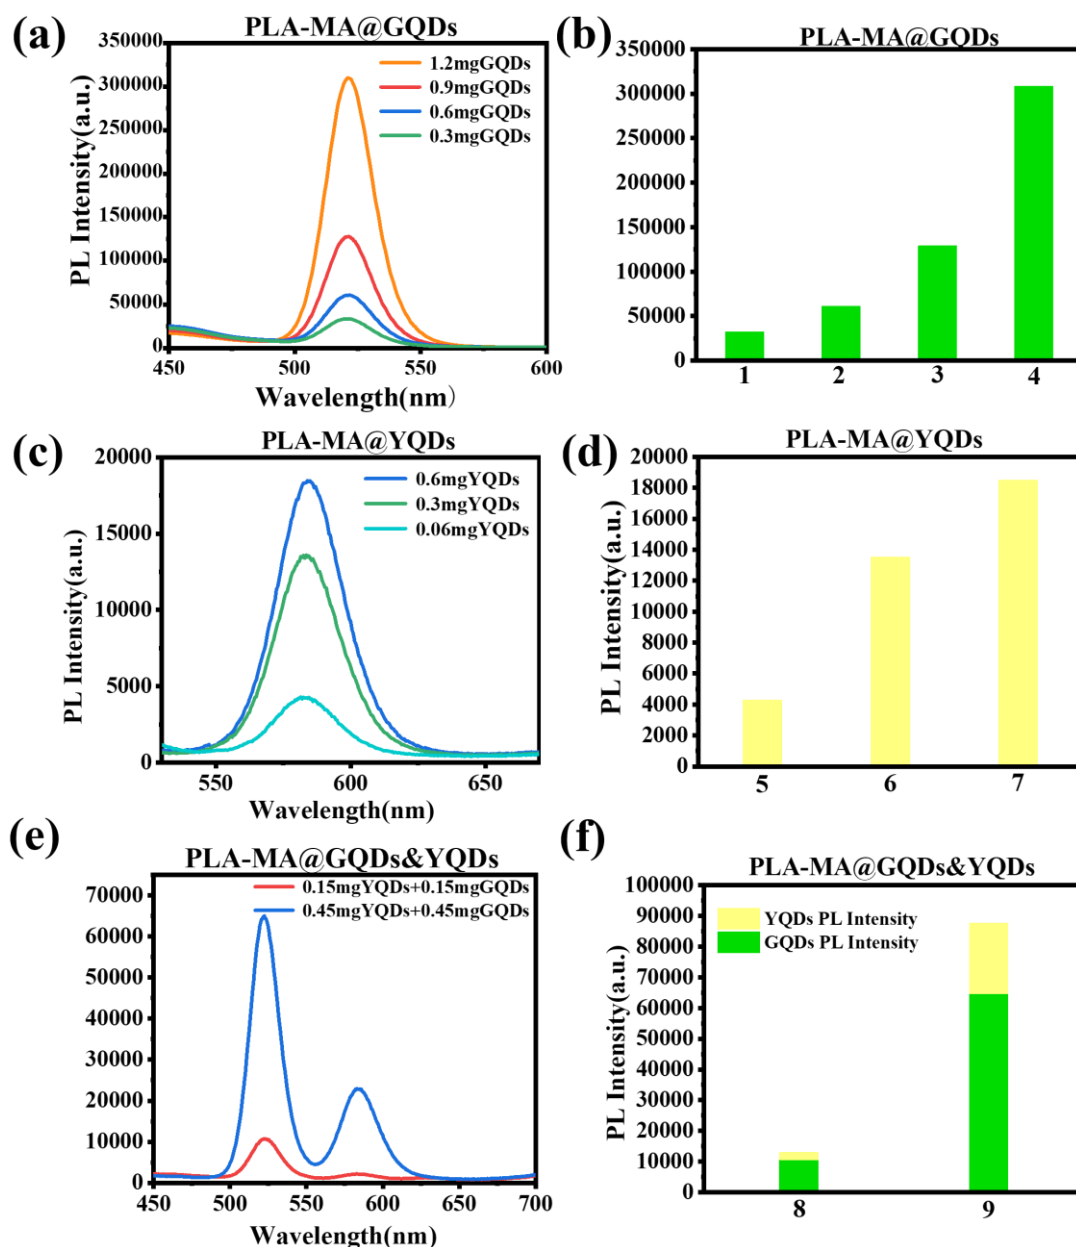 (a)
PLA-MA@GQDs
350000
300000
250000
200000
150000
100000
50000
0
PL Intensity(a.u.)
1.2mgGQDs
0.9mgGQDs
0.6mgGQDs
0.3mgGQDs
450
500
550
600
Wavelength(nm）
(b)
PLA-MA@GQDs
350000
300000
250000
200000
150000
100000
50000
0
PL Intensity(a.u.)
1
2
3
4
(c)
PLA-MA@YQDs
20000
15000
10000
5000
0
PL Intensity(a.u.)
0.6mgYQDs
0.3mgYQDs
0.06mgYQDs
550
600
650
Wavelength(nm)
(d)
PLA-MA@YQDs
20000
18000
16000
14000
12000
10000
8000
6000
4000
2000
0
PL Intensity(a.u.)
5
6
7
(e)
PLA-MA@GQDs&YQDs
70000
60000
50000
40000
30000
20000
10000
0
PL Intensity(a.u.)
0.15mgYQDs+0.15mgGQDs
0.45mgYQDs+0.45mgGQDs
450
500
550
600
650
700
Wavelength(nm)
(f)
PLA-MA@GQDs&YQDs
100000
90000
80000
70000
60000
50000
40000
30000
20000
10000
0
PL Intensity(a.u.)
YQDs PL Intensity
GQDs PL Intensity
8
9